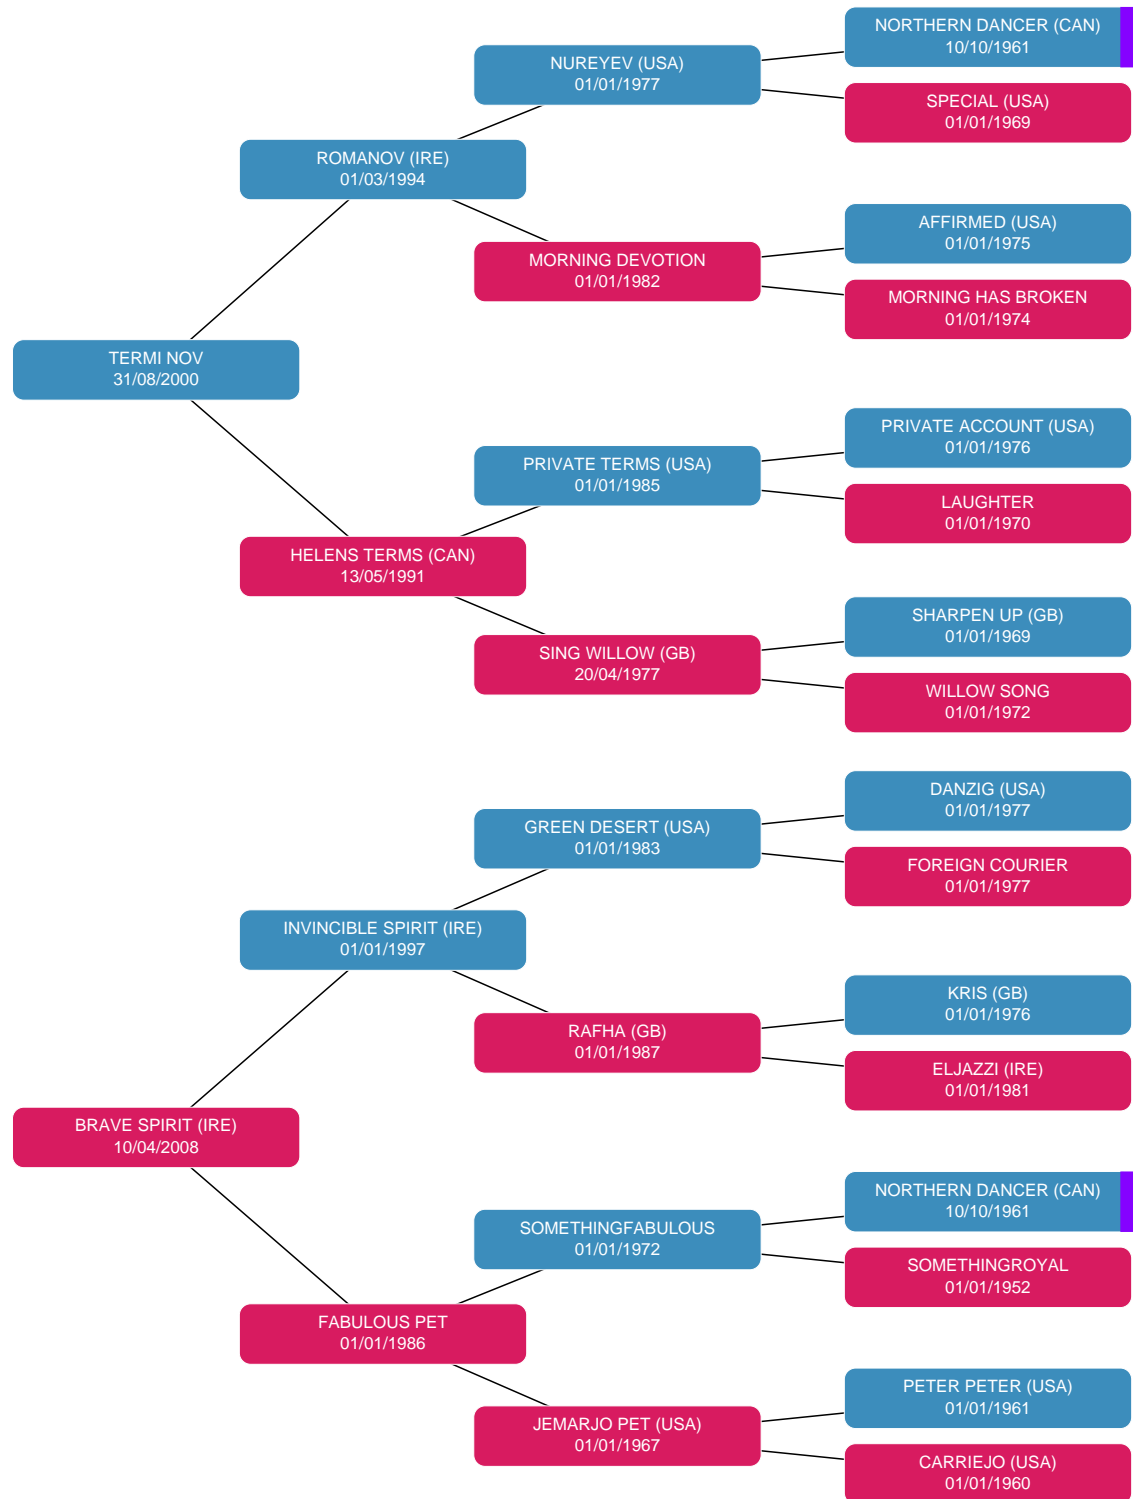 NORTHERN DANCER (CAN)
10/10/1961
NUREYEV (USA)
01/01/1977
SPECIAL (USA)
01/01/1969
ROMANOV (IRE)
01/03/1994
AFFIRMED (USA)
01/01/1975
MORNING DEVOTION
01/01/1982
MORNING HAS BROKEN
01/01/1974
TERMI NOV
31/08/2000
PRIVATE ACCOUNT (USA)
01/01/1976
PRIVATE TERMS (USA)
01/01/1985
LAUGHTER
01/01/1970
HELENS TERMS (CAN)
13/05/1991
SHARPEN UP (GB)
01/01/1969
SING WILLOW (GB)
20/04/1977
WILLOW SONG
01/01/1972
DANZIG (USA)
01/01/1977
GREEN DESERT (USA)
01/01/1983
FOREIGN COURIER
01/01/1977
INVINCIBLE SPIRIT (IRE)
01/01/1997
KRIS (GB)
01/01/1976
RAFHA (GB)
01/01/1987
ELJAZZI (IRE)
01/01/1981
BRAVE SPIRIT (IRE)
10/04/2008
NORTHERN DANCER (CAN)
10/10/1961
SOMETHINGFABULOUS
01/01/1972
SOMETHINGROYAL
01/01/1952
FABULOUS PET
01/01/1986
PETER PETER (USA)
01/01/1961
JEMARJO PET (USA)
01/01/1967
CARRIEJO (USA)
01/01/1960